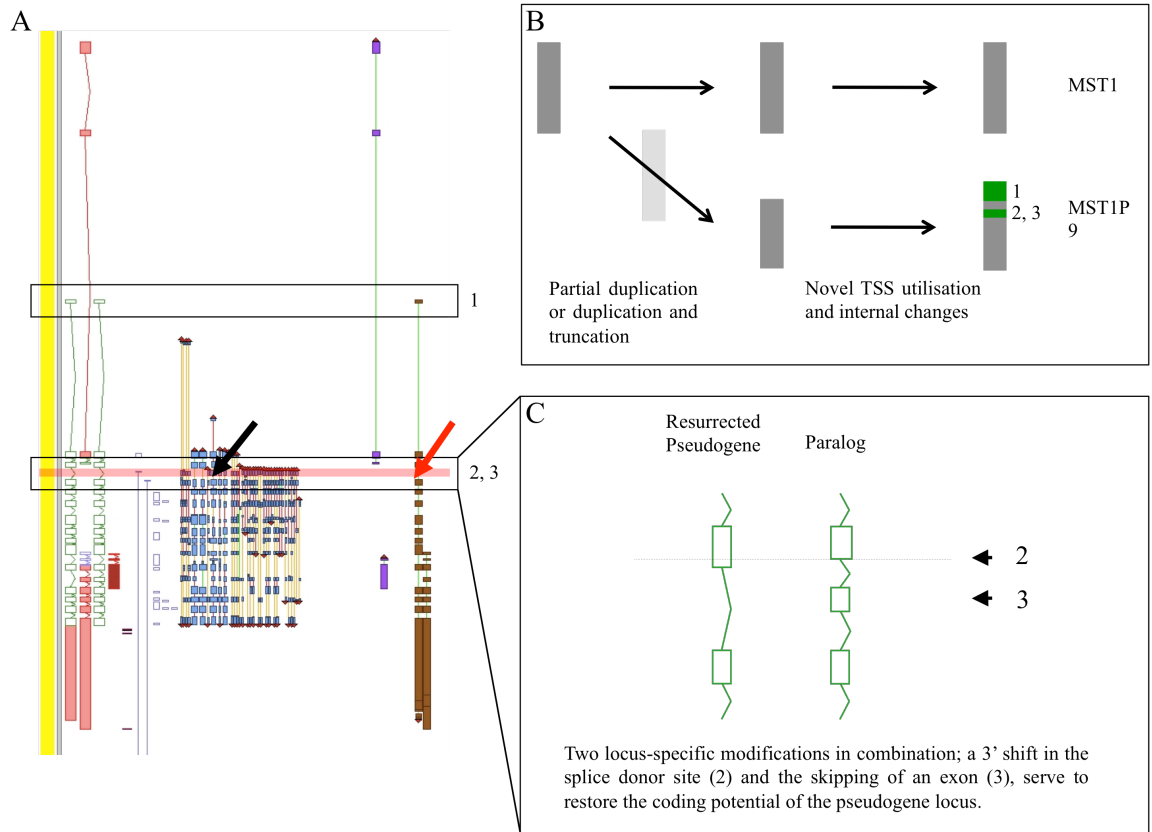 A
1
2, 3
B
MST1
1
2, 3
MST1P
9
Partial duplication
or duplication and
truncation
Novel TSS utilisation
and internal changes
C
Resurrected
Pseudogene
Paralog
2
3
Two locus-specific modifications in combination; a 3’ shift in the
splice donor site (2) and the skipping of an exon (3), serve to
restore the coding potential of the pseudogene locus.